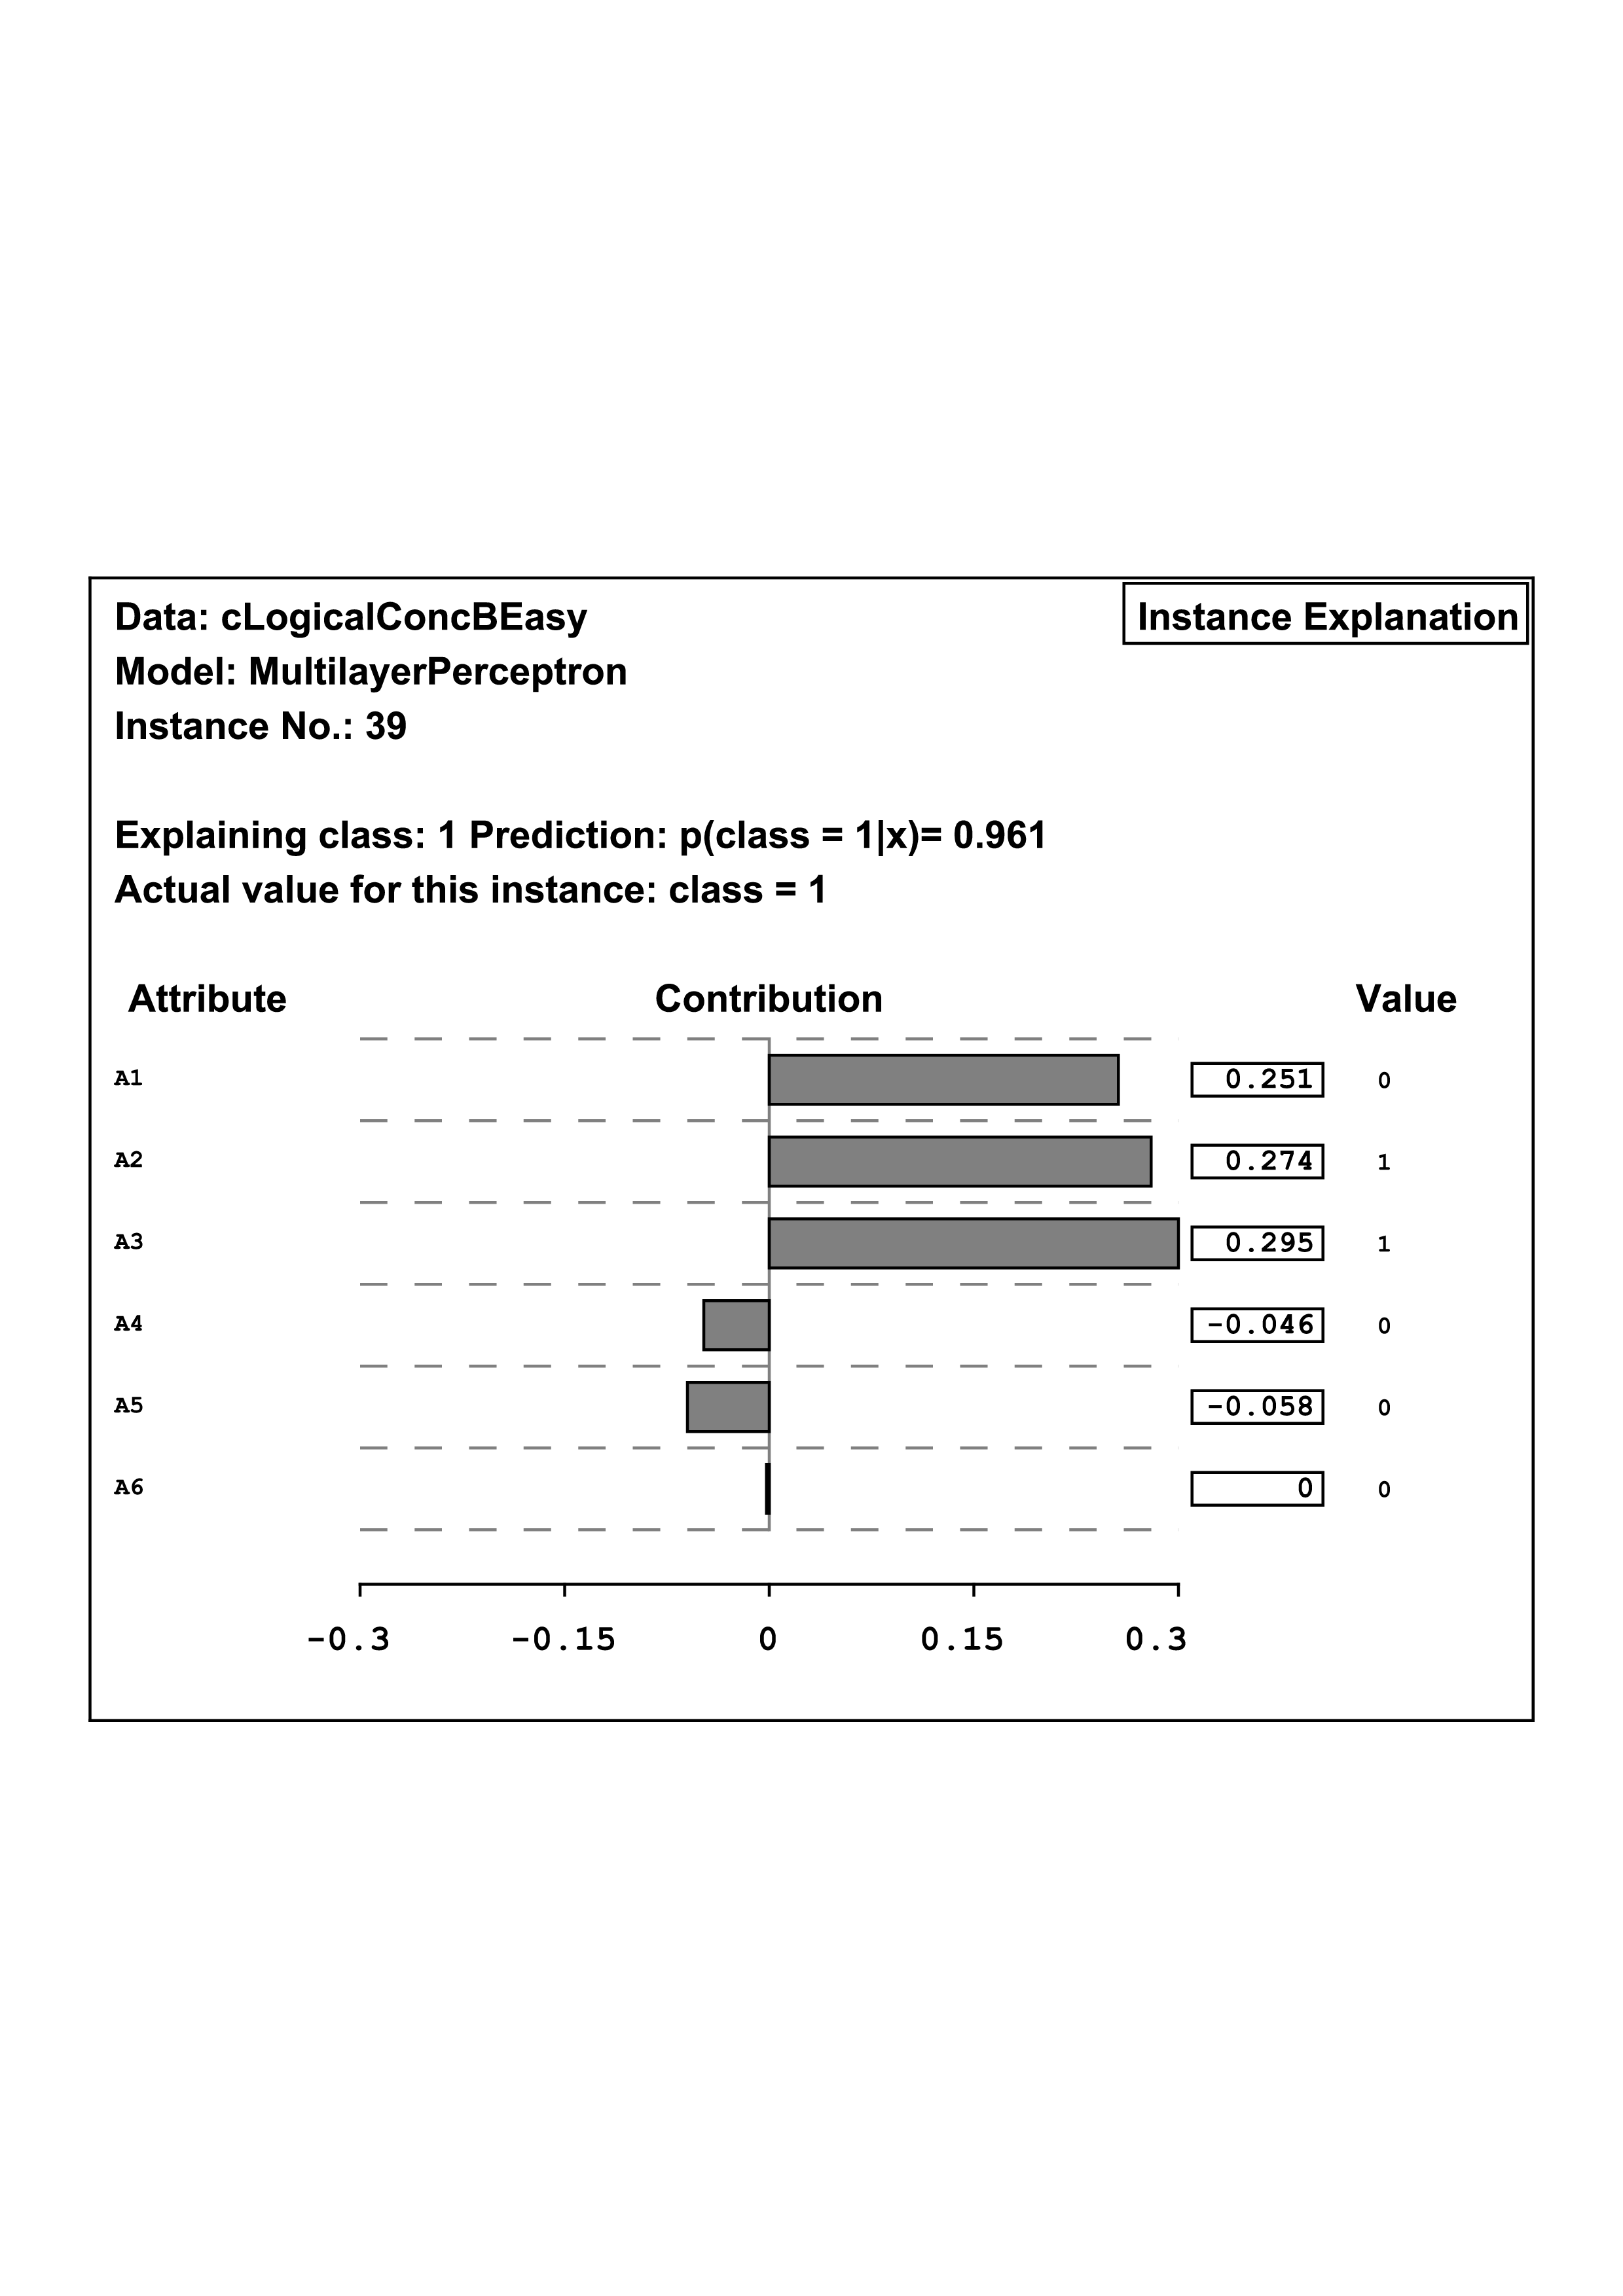 Data: cLogicalConcBEasy
Instance Explanation
Model: MultilayerPerceptron
Instance No.: 39
Explaining class: 1 Prediction: p(class = 1|x)= 0.961
Actual value for this instance: class = 1
Attribute Contribution Value
A1 0.251 0
A2 0.274 1
A3 0.295 1
A4 -0.046 0
A5 -0.058 0
A6 0 0
-0.3 -0.15 0 0.15 0.3